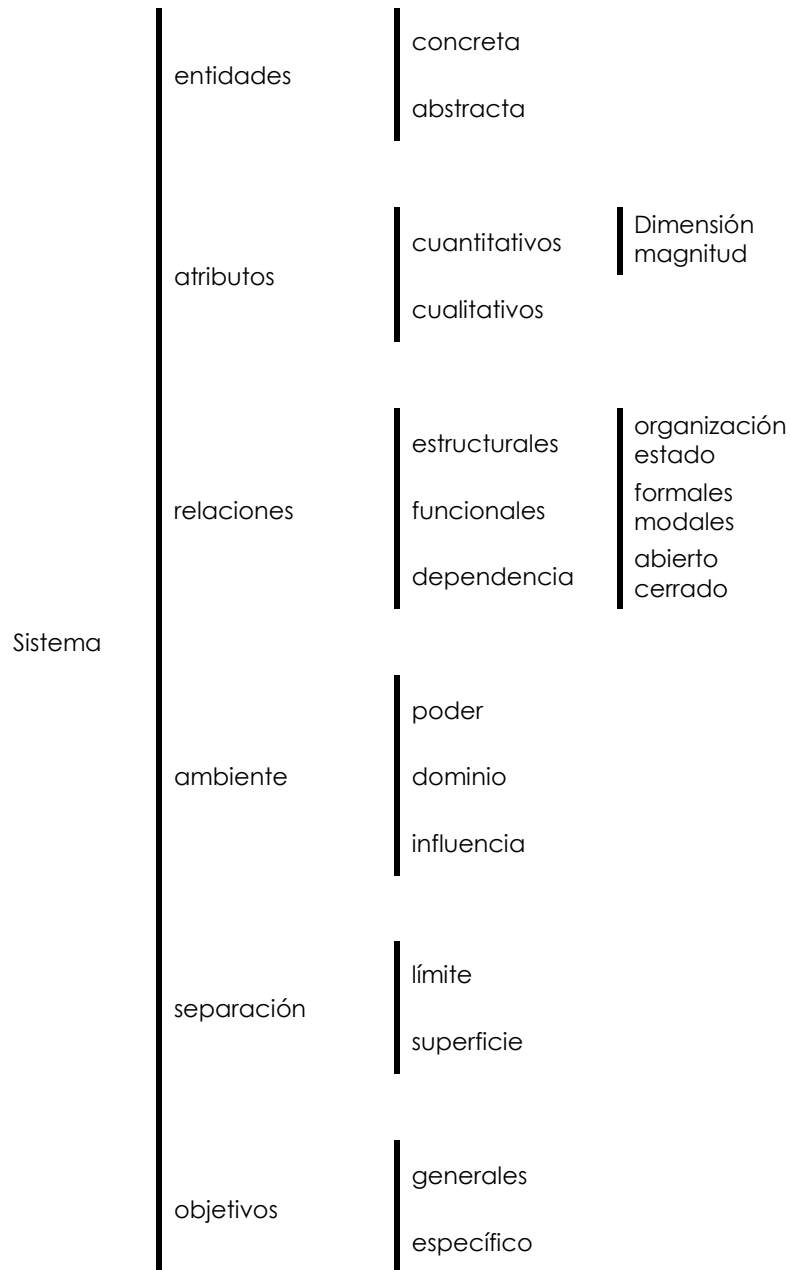 Sistema
entidades
concreta
abstracta
atributos
cuantitativos
Dimensión
magnitud
cualitativos
relaciones
estructurales
organización
estado
funcionales
formales
modales
dependencia
abierto
cerrado
ambiente
poder
dominio
influencia
separación
límite
superficie
objetivos
generales
específico